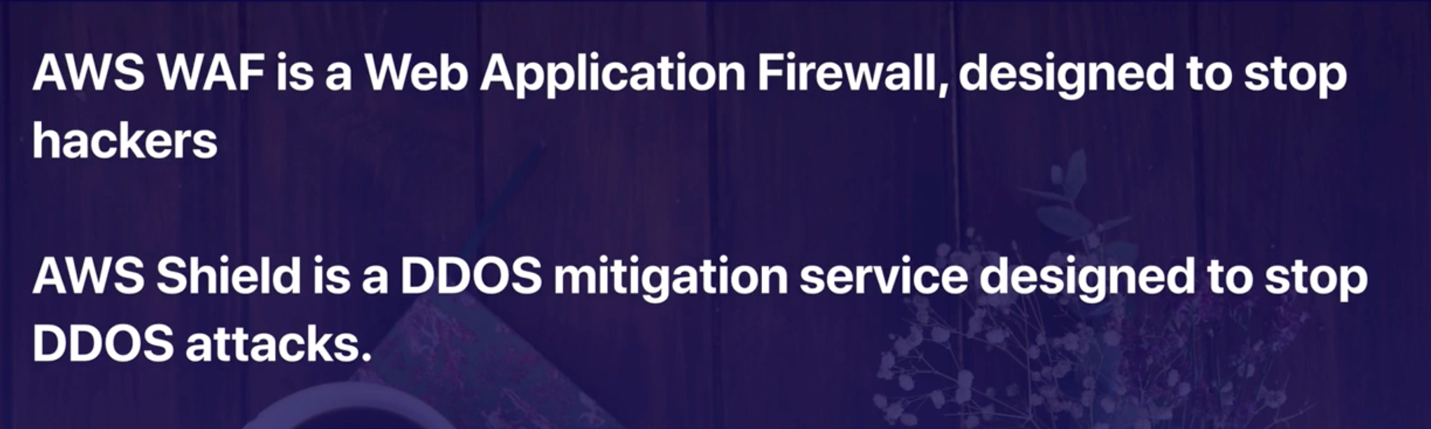 AWS WAF is a Web Application Firewall, designed to stop
hackers
AWS Shield is a DDOS mitigation service designed to stop
DDOS attacks.